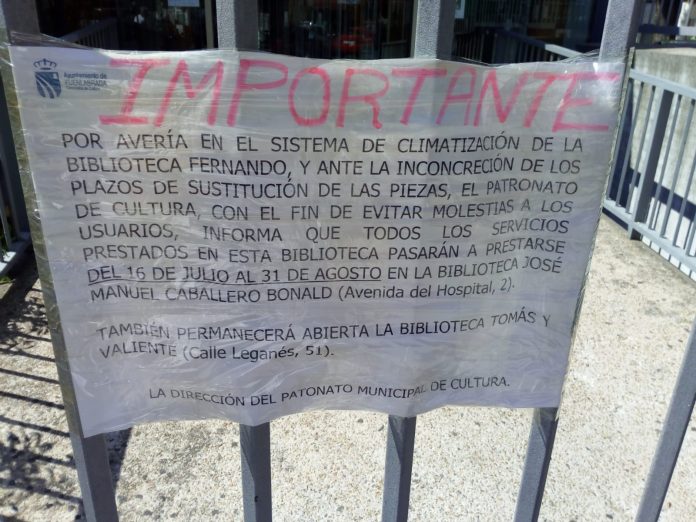 Ayuntamiento de
FUENLABRADA
IMPORTANTE
POR AVERÍA EN EL SISTEMA DE CLIMATIZACIÓN DE LA
BIBLIOTECA FERNANDO, Y ANTE LA INCONCRECIÓN DE LOS
PLAZOS DE SUSTITUCIÓN DE LAS PIEZAS, EL PATRONATO
DE CULTURA, CON EL FIN DE EVITAR MOLESTIAS A LOS
USUARIOS, INFORMA QUE TODOS LOS SERVICIOS
PRESTADOS EN ESTA BIBLIOTECA PASARÁN A PRESTARSE
DEL 16 DE JULIO AL 31 DE AGOSTO EN LA BIBLIOTECA JOSÉ
MANUEL CABALLERO BONALD (Avenida del Hospital, 2).
TAMBIÉN PERMANECERÁ ABIERTA LA BIBLIOTECA TOMÁS Y
VALIENTE (Calle Leganés, 51).
LA DIRECCIÓN DEL PATONATO MUNICIPAL DE CULTURA.